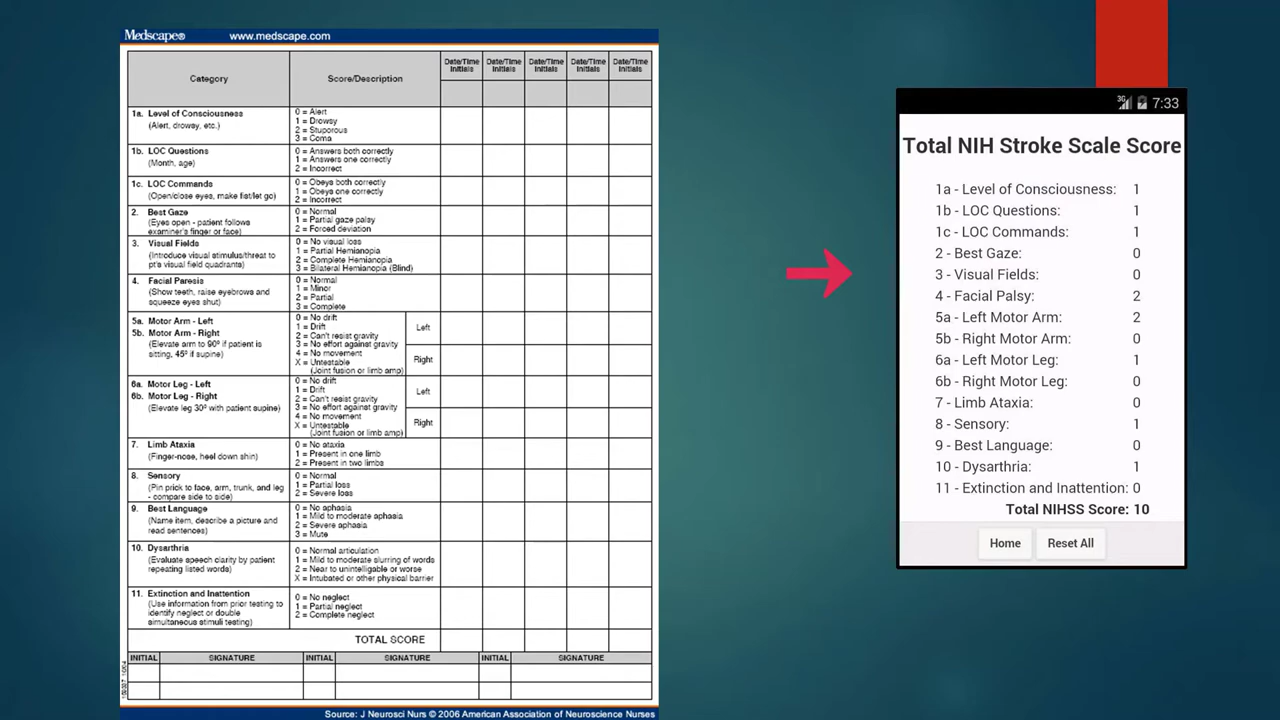 Medscape® www.medscape.com
Category
Score/Description
Date/Time Initials
Date/Time Initials
Date/Time Initials
Date/Time Initials
Date/Time Initials
1a. Level of Consciousness
(Alert, drowsy, etc.)
0 = Alert
1 = Drowsy
2 = Stuporous
3 = Coma
1b. LOC Questions
(Month, age)
0 = Answers both correctly
1 = Answers one correctly
2 = Incorrect
1c. LOC Commands
(Open/close eyes, make fist/let go)
0 = Obeys both correctly
1 = Obeys one correctly
2 = Incorrect
2. Best Gaze
(Eyes open - patient follows
examiner's finger or face)
0 = Normal
1 = Partial gaze palsy
2 = Forced deviation
3. Visual Fields
(Introduce visual stimulus/threat to
pt's visual field quadrants)
0 = No visual loss
1 = Partial Hemianopia
2 = Complete Hemianopia
3 = Bilateral Hemianopia (Blind)
4. Facial Paresis
(Show teeth, raise eyebrows and
squeeze eyes shut)
0 = Normal
1 = Minor
2 = Partial
3 = Complete
5a. Motor Arm - Left
5b. Motor Arm - Right
(Elevate arm to 90º if patient is
sitting, 45º if supine)
0 = No drift
1 = Drift
2 = Can't resist gravity
3 = No effort against gravity
4 = No movement
X = Untestable
(Joint fusion or limb amp)
Left
Right
6a. Motor Leg - Left
6b. Motor Leg - Right
(Elevate leg 30º with patient supine)
0 = No drift
1 = Drift
2 = Can't resist gravity
3 = No effort against gravity
4 = No movement
X = Untestable
(Joint fusion or limb amp)
Left
Right
7. Limb Ataxia
(Finger-nose, heel down shin)
0 = No ataxia
1 = Present in one limb
2 = Present in two limbs
8. Sensory
(Pin prick to face, arm, trunk, and leg
- compare side to side)
0 = Normal
1 = Partial loss
2 = Severe loss
9. Best Language
(Name item, describe a picture and
read sentences)
0 = No aphasia
1 = Mild to moderate aphasia
2 = Severe aphasia
3 = Mute
10. Dysarthria
(Evaluate speech clarity by patient
repeating listed words)
0 = Normal articulation
1 = Mild to moderate slurring of words
2 = Near to unintelligible or worse
X = Intubated or other physical barrier
11. Extinction and Inattention
(Use information from prior testing to
identify neglect or double
simultaneous stimuli testing)
0 = No neglect
1 = Partial neglect
2 = Complete neglect
TOTAL SCORE
INITIAL SIGNATURE INITIAL SIGNATURE INITIAL SIGNATURE
Source: J Neurosci Nurs © 2006 American Association of Neuroscience Nurses
3G 7:33
Total NIH Stroke Scale Score
1a - Level of Consciousness: 1
1b - LOC Questions: 1
1c - LOC Commands: 1
2 - Best Gaze: 0
3 - Visual Fields: 0
4 - Facial Palsy: 2
5a - Left Motor Arm: 2
5b - Right Motor Arm: 0
6a - Left Motor Leg: 1
6b - Right Motor Leg: 0
7 - Limb Ataxia: 0
8 - Sensory: 1
9 - Best Language: 0
10 - Dysarthria: 1
11 - Extinction and Inattention: 0
Total NIHSS Score: 10
Home Reset All